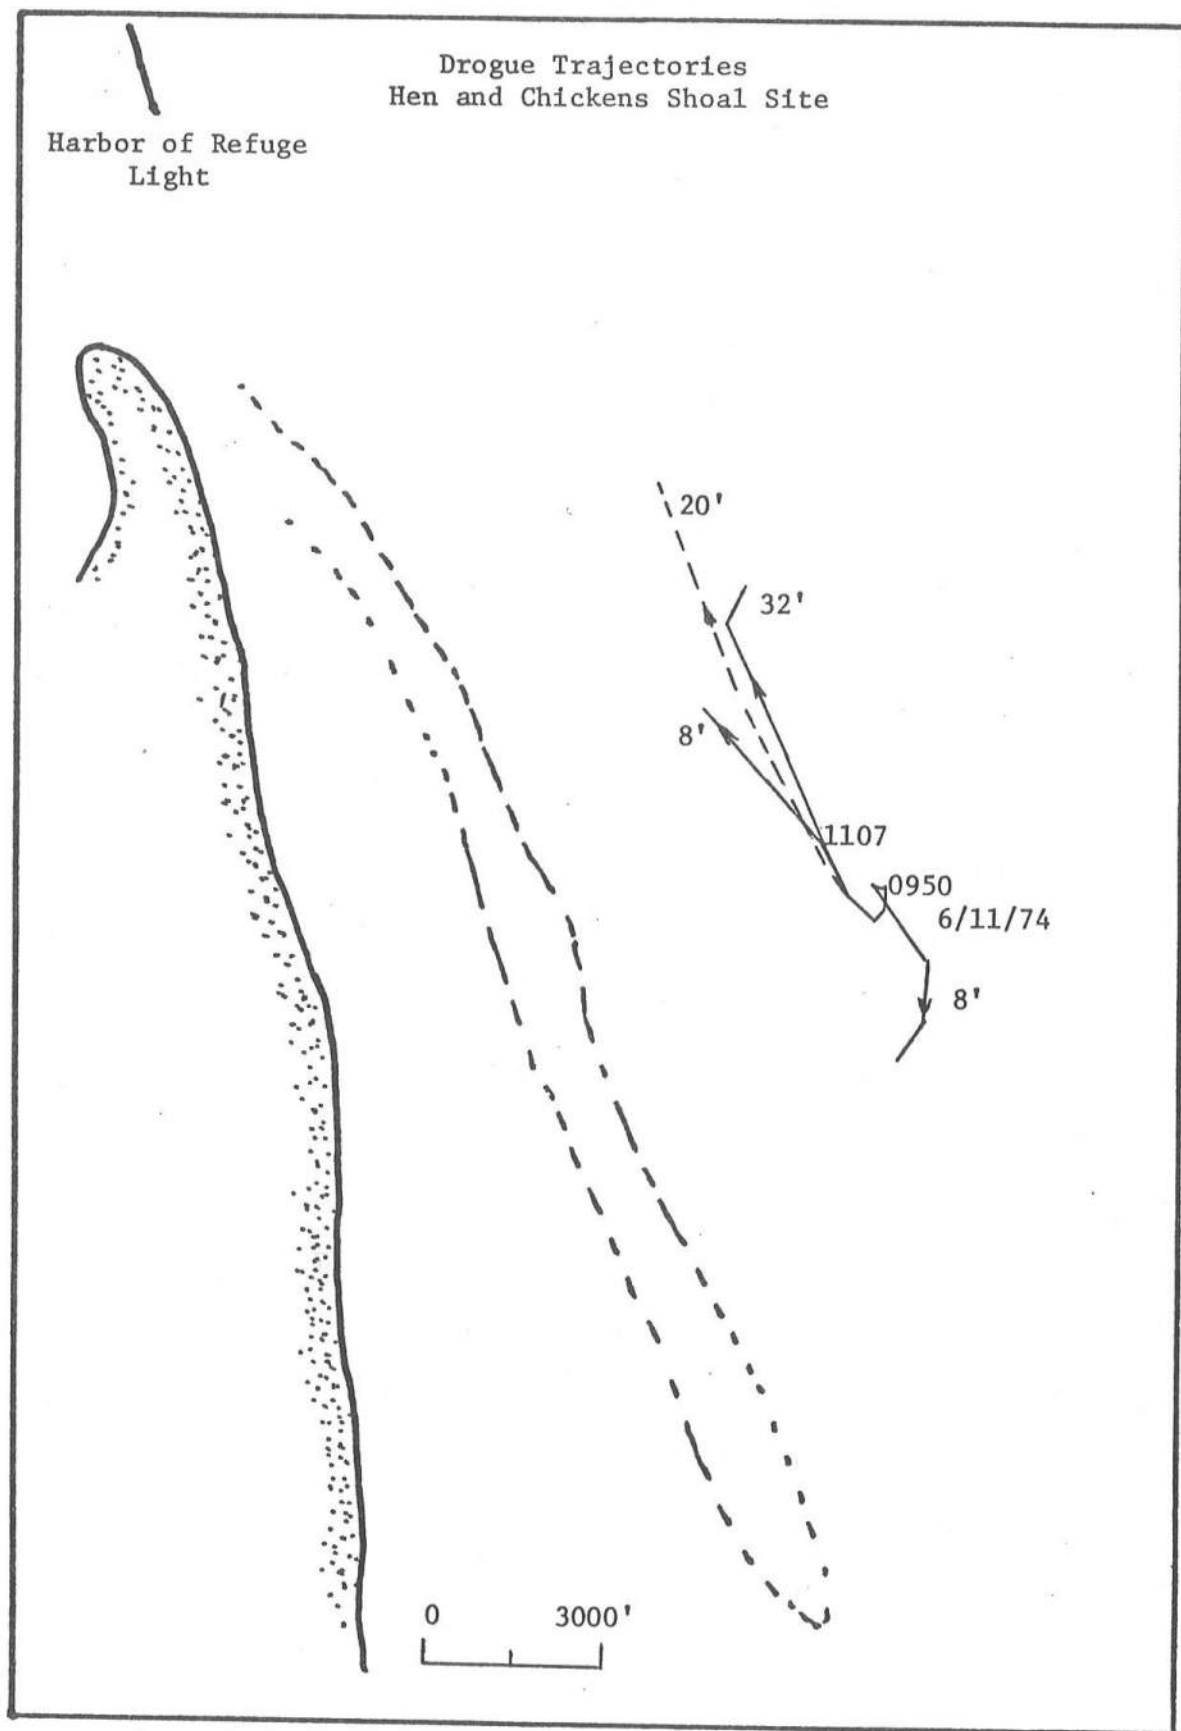 Drogue Trajectories
Hen and Chickens Shoal Site
Harbor of Refuge
Light
20'
32'
8'
1107
0950
6/11/74
8'
0 3000'